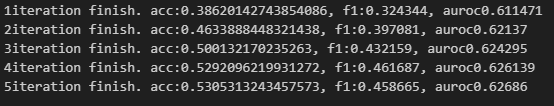 1iteration finish. acc:0.38620142743854086, f1:0.324344, auroc0.611471
2iteration finish. acc:0.4633888448321438, f1:0.397081, auroc0.62137
3iteration finish. acc:0.500132170235263, f1:0.432159, auroc0.624295
4iteration finish. acc:0.5292096219931272, f1:0.461687, auroc0.626139
5iteration finish. acc:0.5305313243457573, f1:0.458665, auroc0.62686